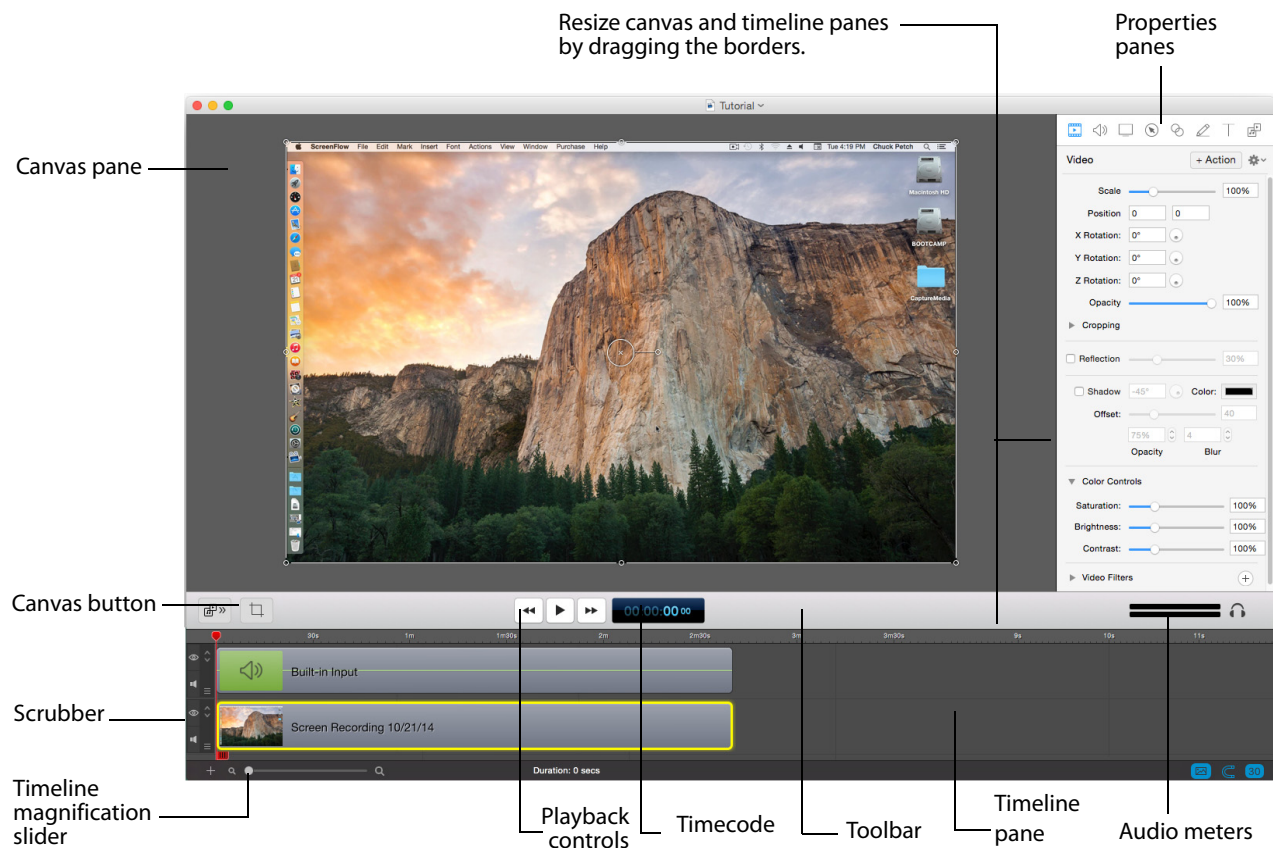 Resize canvas and timeline panes
by dragging the borders.
Properties
panes
Tutorial
Canvas pane
ScreenFlow File Edit Mark Insert Font Actions View Window Purchase Help
Tue 4:19 PM Chuck Petch
Macintosh HD
BOOTCAMP
CaptureMedia
Video
+ Action
Scale 100%
Position 0 0
X Rotation: 0°
Y Rotation: 0°
Z Rotation: 0°
Opacity 100%
Cropping
Reflection 30%
Shadow -45° Color:
Offset: 40
75% 4
Opacity Blur
Color Controls
Saturation: 100%
Brightness: 100%
Contrast: 100%
Video Filters
Canvas button
00:00:00 00
30s 1m 1m30s 2m 2m30s 3m 3m30s 9s 10s 11s
Built-in Input
Scrubber
Screen Recording 10/21/14
Duration: 0 secs
30
Timeline
magnification
slider
Playback
controls
Timecode
Toolbar
Timeline
pane
Audio meters